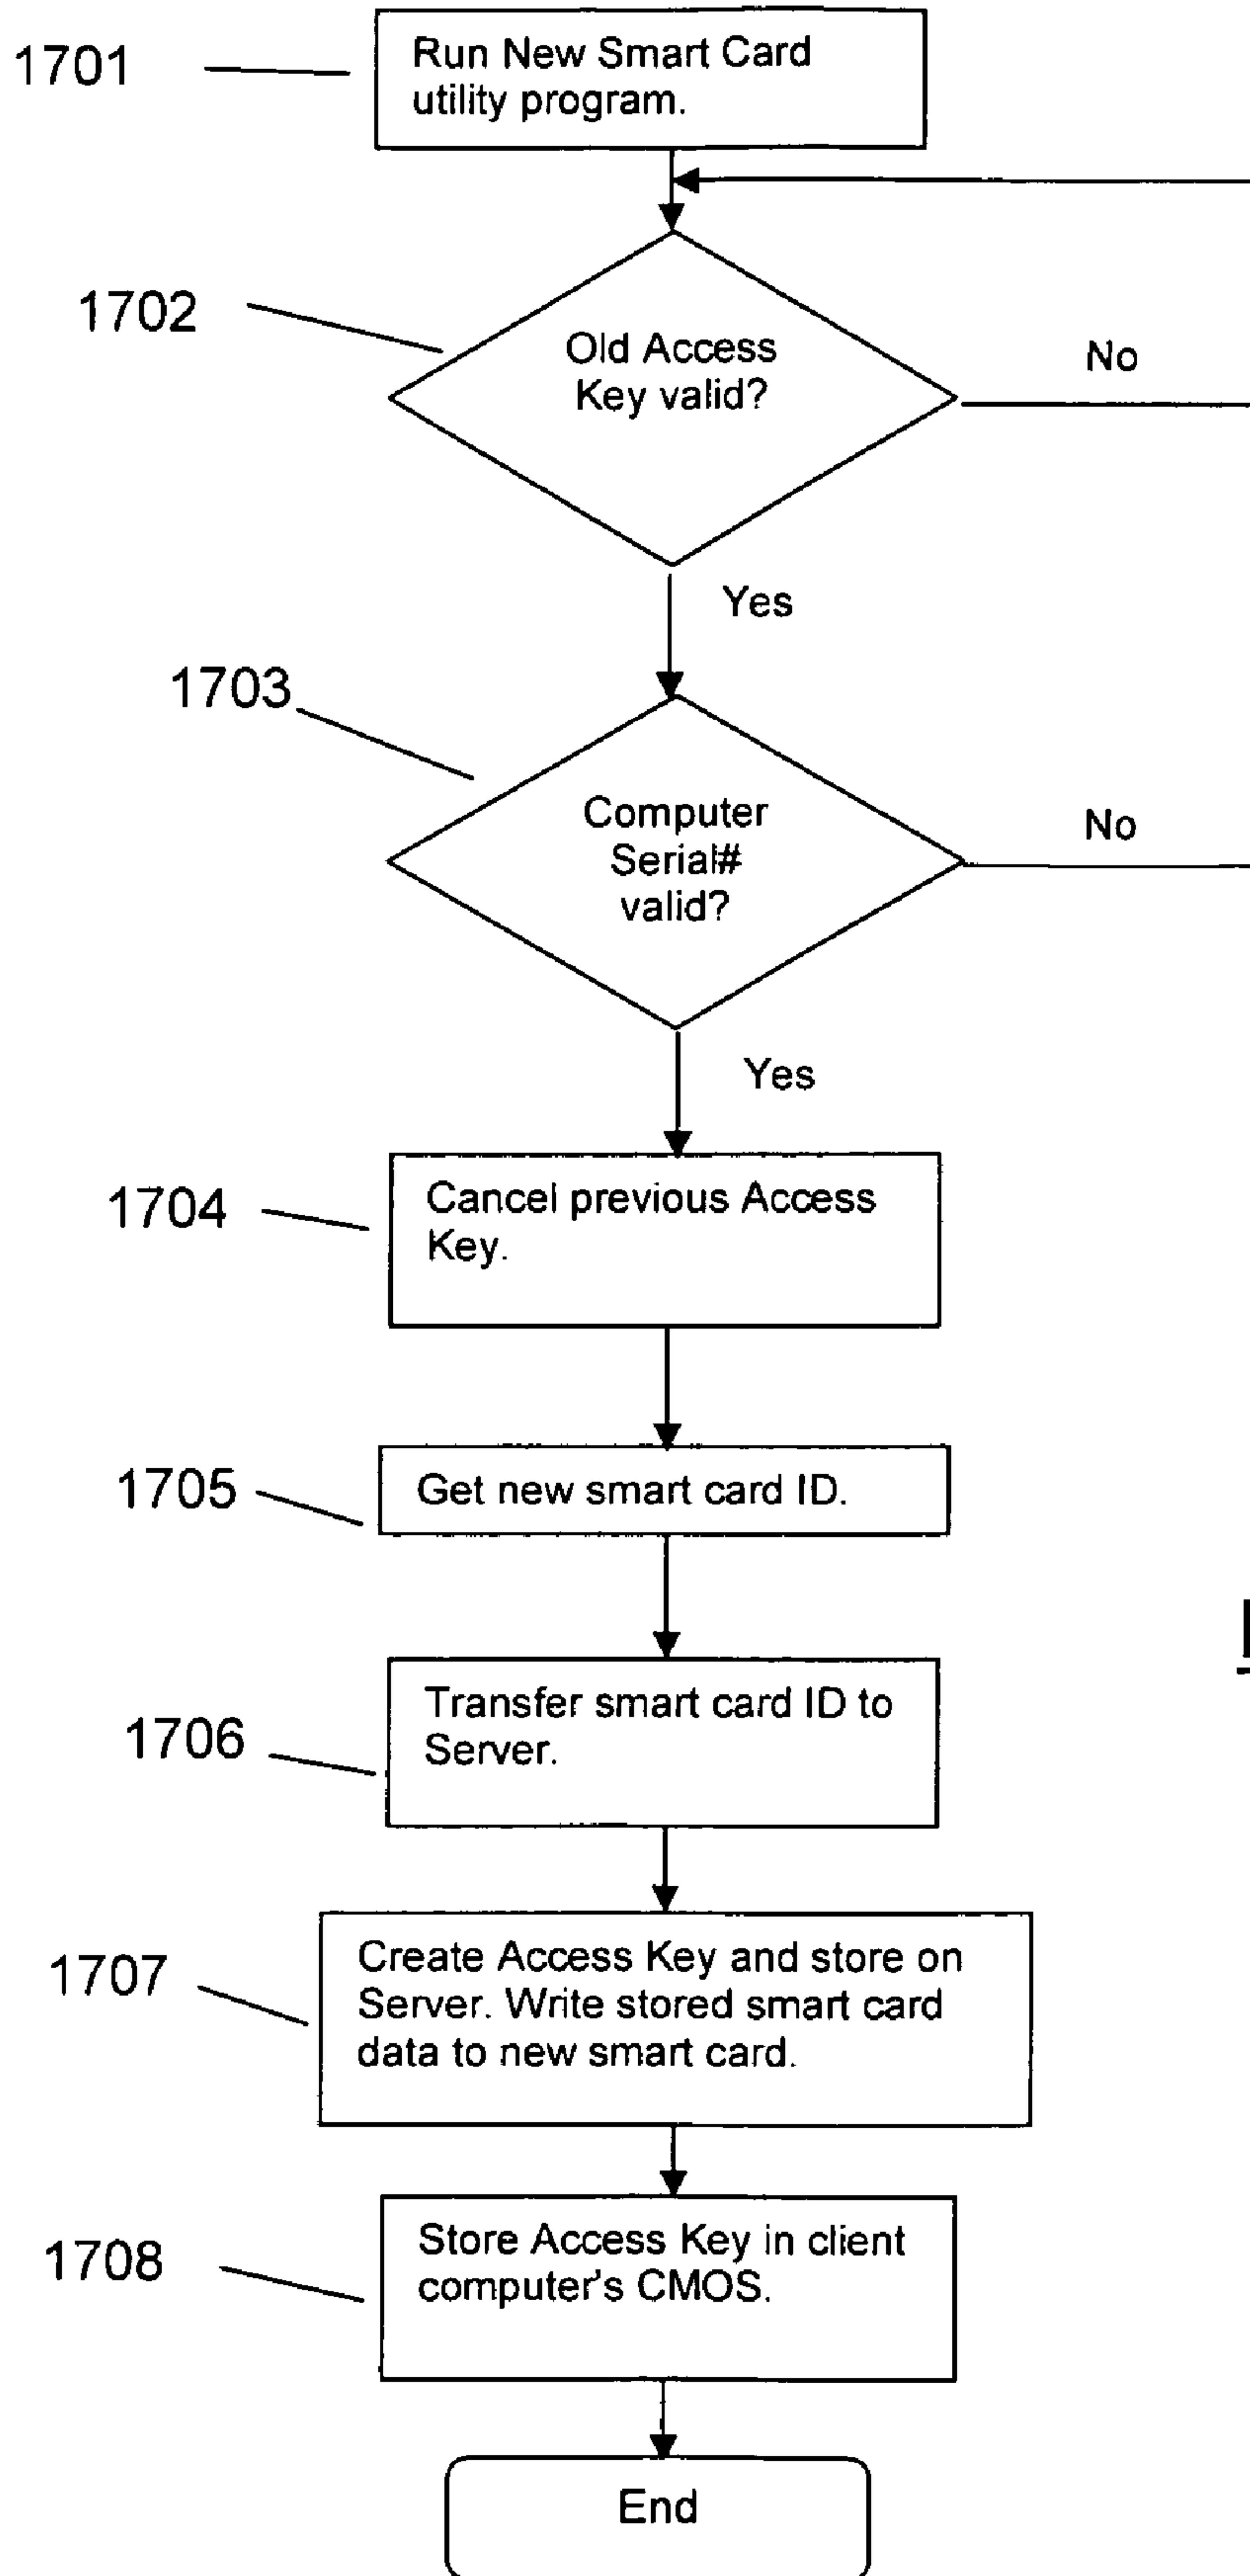 1701
Run New Smart Card
utility program.
1702
Old Access
Key valid?
No
Yes
1703
Computer
Serial#
valid?
No
Yes
1704
Cancel previous Access
Key.
1705
Get new smart card ID.
1706
Transfer smart card ID to
Server.
1707
Create Access Key and store on
Server. Write stored smart card
data to new smart card.
1708
Store Access Key in client
computer's CMOS.
End